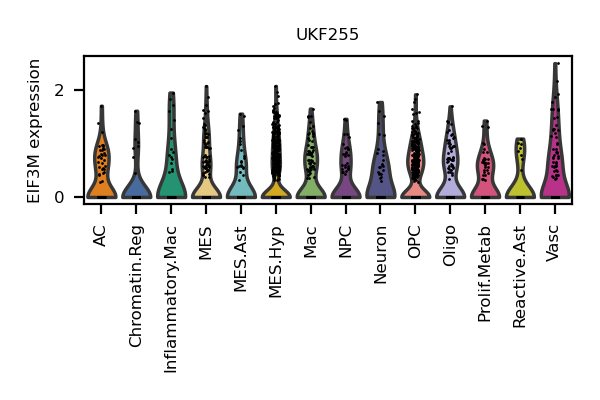 UKF255
EIF3M expression
2
0
AC
Chromatin.Reg
Inflammatory.Mac
MES
MES.Ast
MES.Hyp
Mac
NPC
Neuron
OPC
Oligo
Prolif.Metab
Reactive.Ast
Vasc